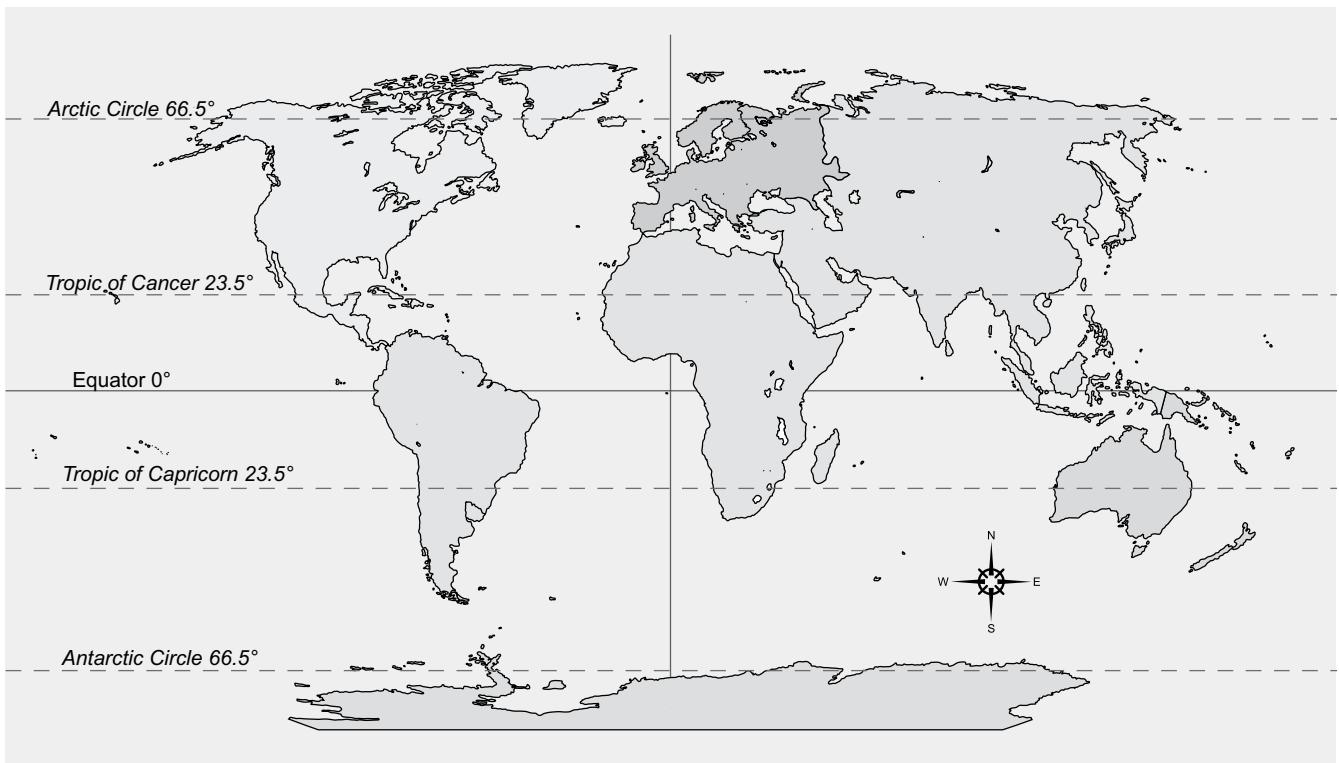 Arctic Circle 66.5°
Tropic of Cancer 23.5°
Equator 0°
Tropic of Capricorn 23.5°
N
W E
S
Antarctic Circle 66.5°